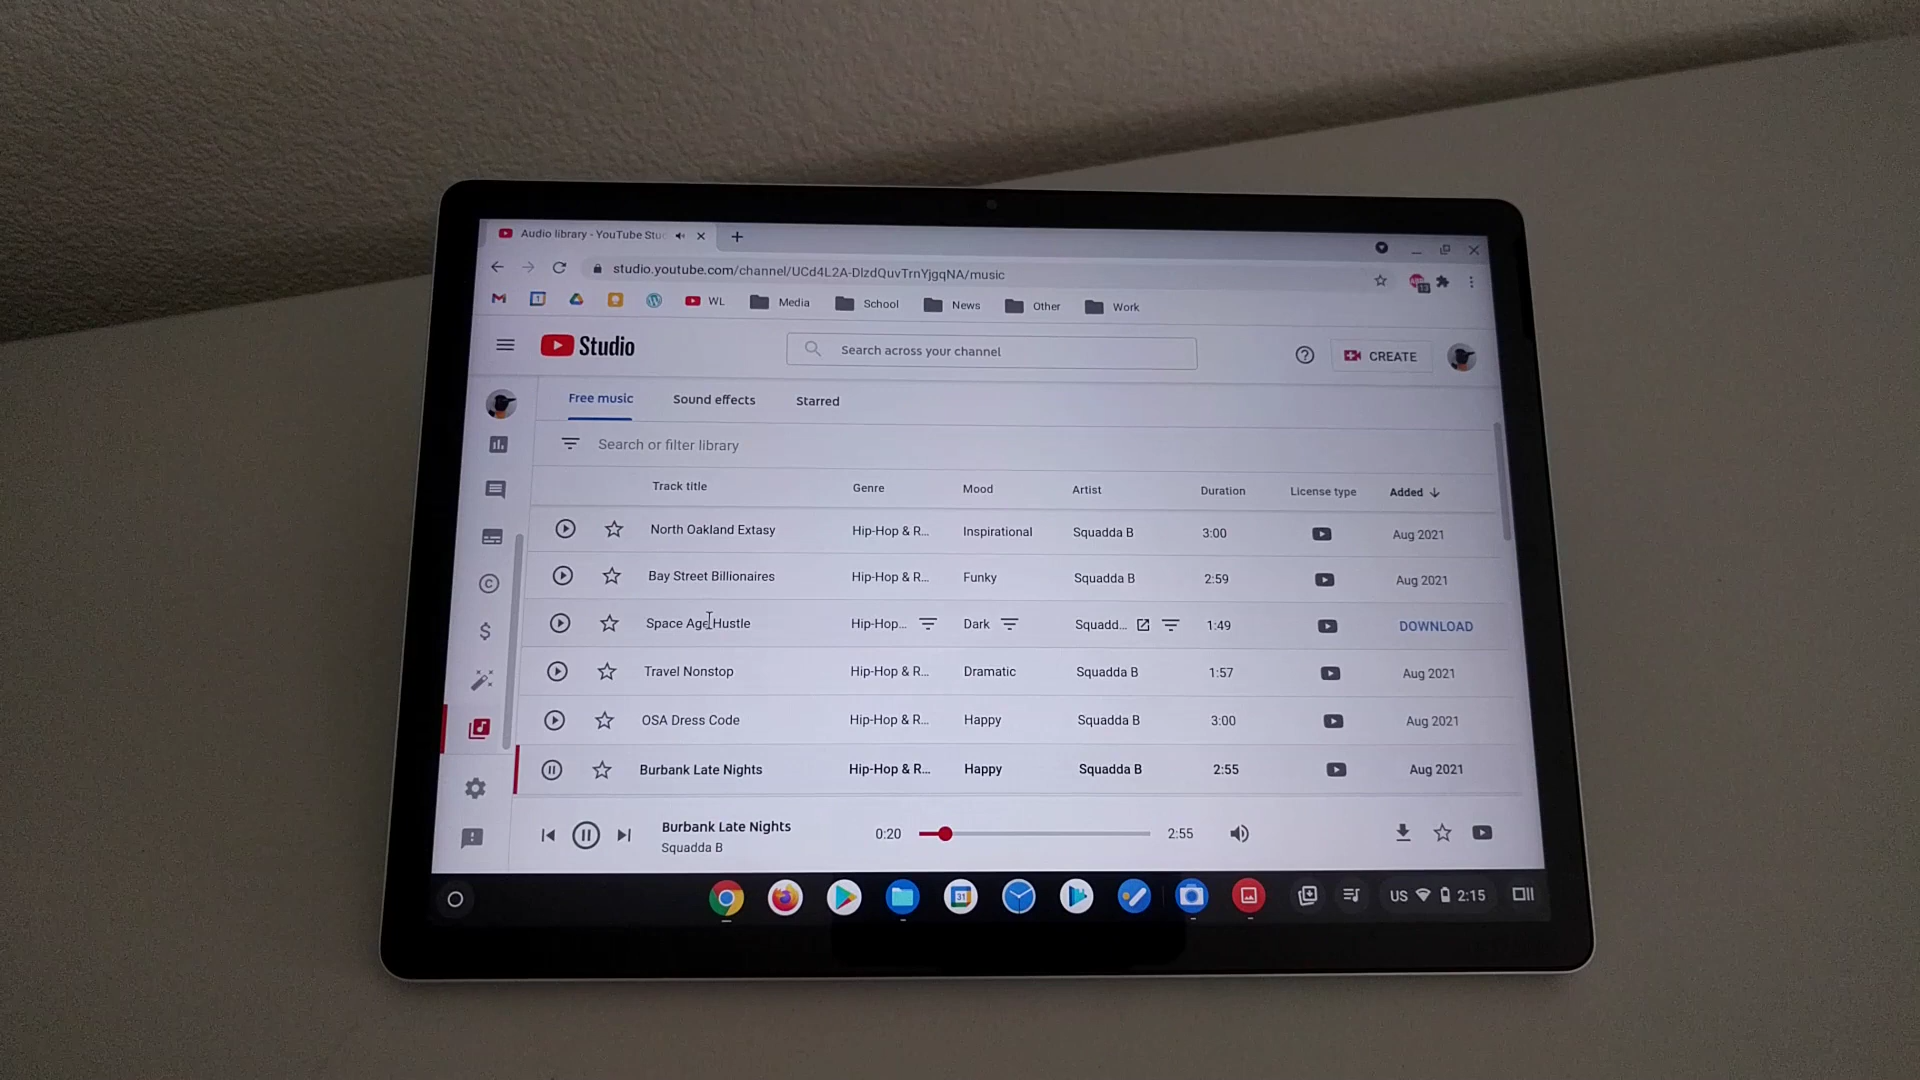 Audio library - YouTube Stu
studio.youtube.com/channel/UCd4L2A-DlzdQuvTrnYjgqNA/music
WL Media School News Other Work
Studio
Search across your channel
CREATE
Free music Sound effects Starred
Search or filter library
Track title Genre Mood Artist Duration License type Added
North Oakland Extasy Hip-Hop & R... Inspirational Squadda B 3:00 Aug 2021
Bay Street Billionaires Hip-Hop & R... Funky Squadda B 2:59 Aug 2021
Space Age Hustle Hip-Hop... Dark Squadd... 1:49 DOWNLOAD
Travel Nonstop Hip-Hop & R... Dramatic Squadda B 1:57 Aug 2021
OSA Dress Code Hip-Hop & R... Happy Squadda B 3:00 Aug 2021
Burbank Late Nights Hip-Hop & R... Happy Squadda B 2:55 Aug 2021
Burbank Late Nights
Squadda B
0:20 2:55
31
US 2:15